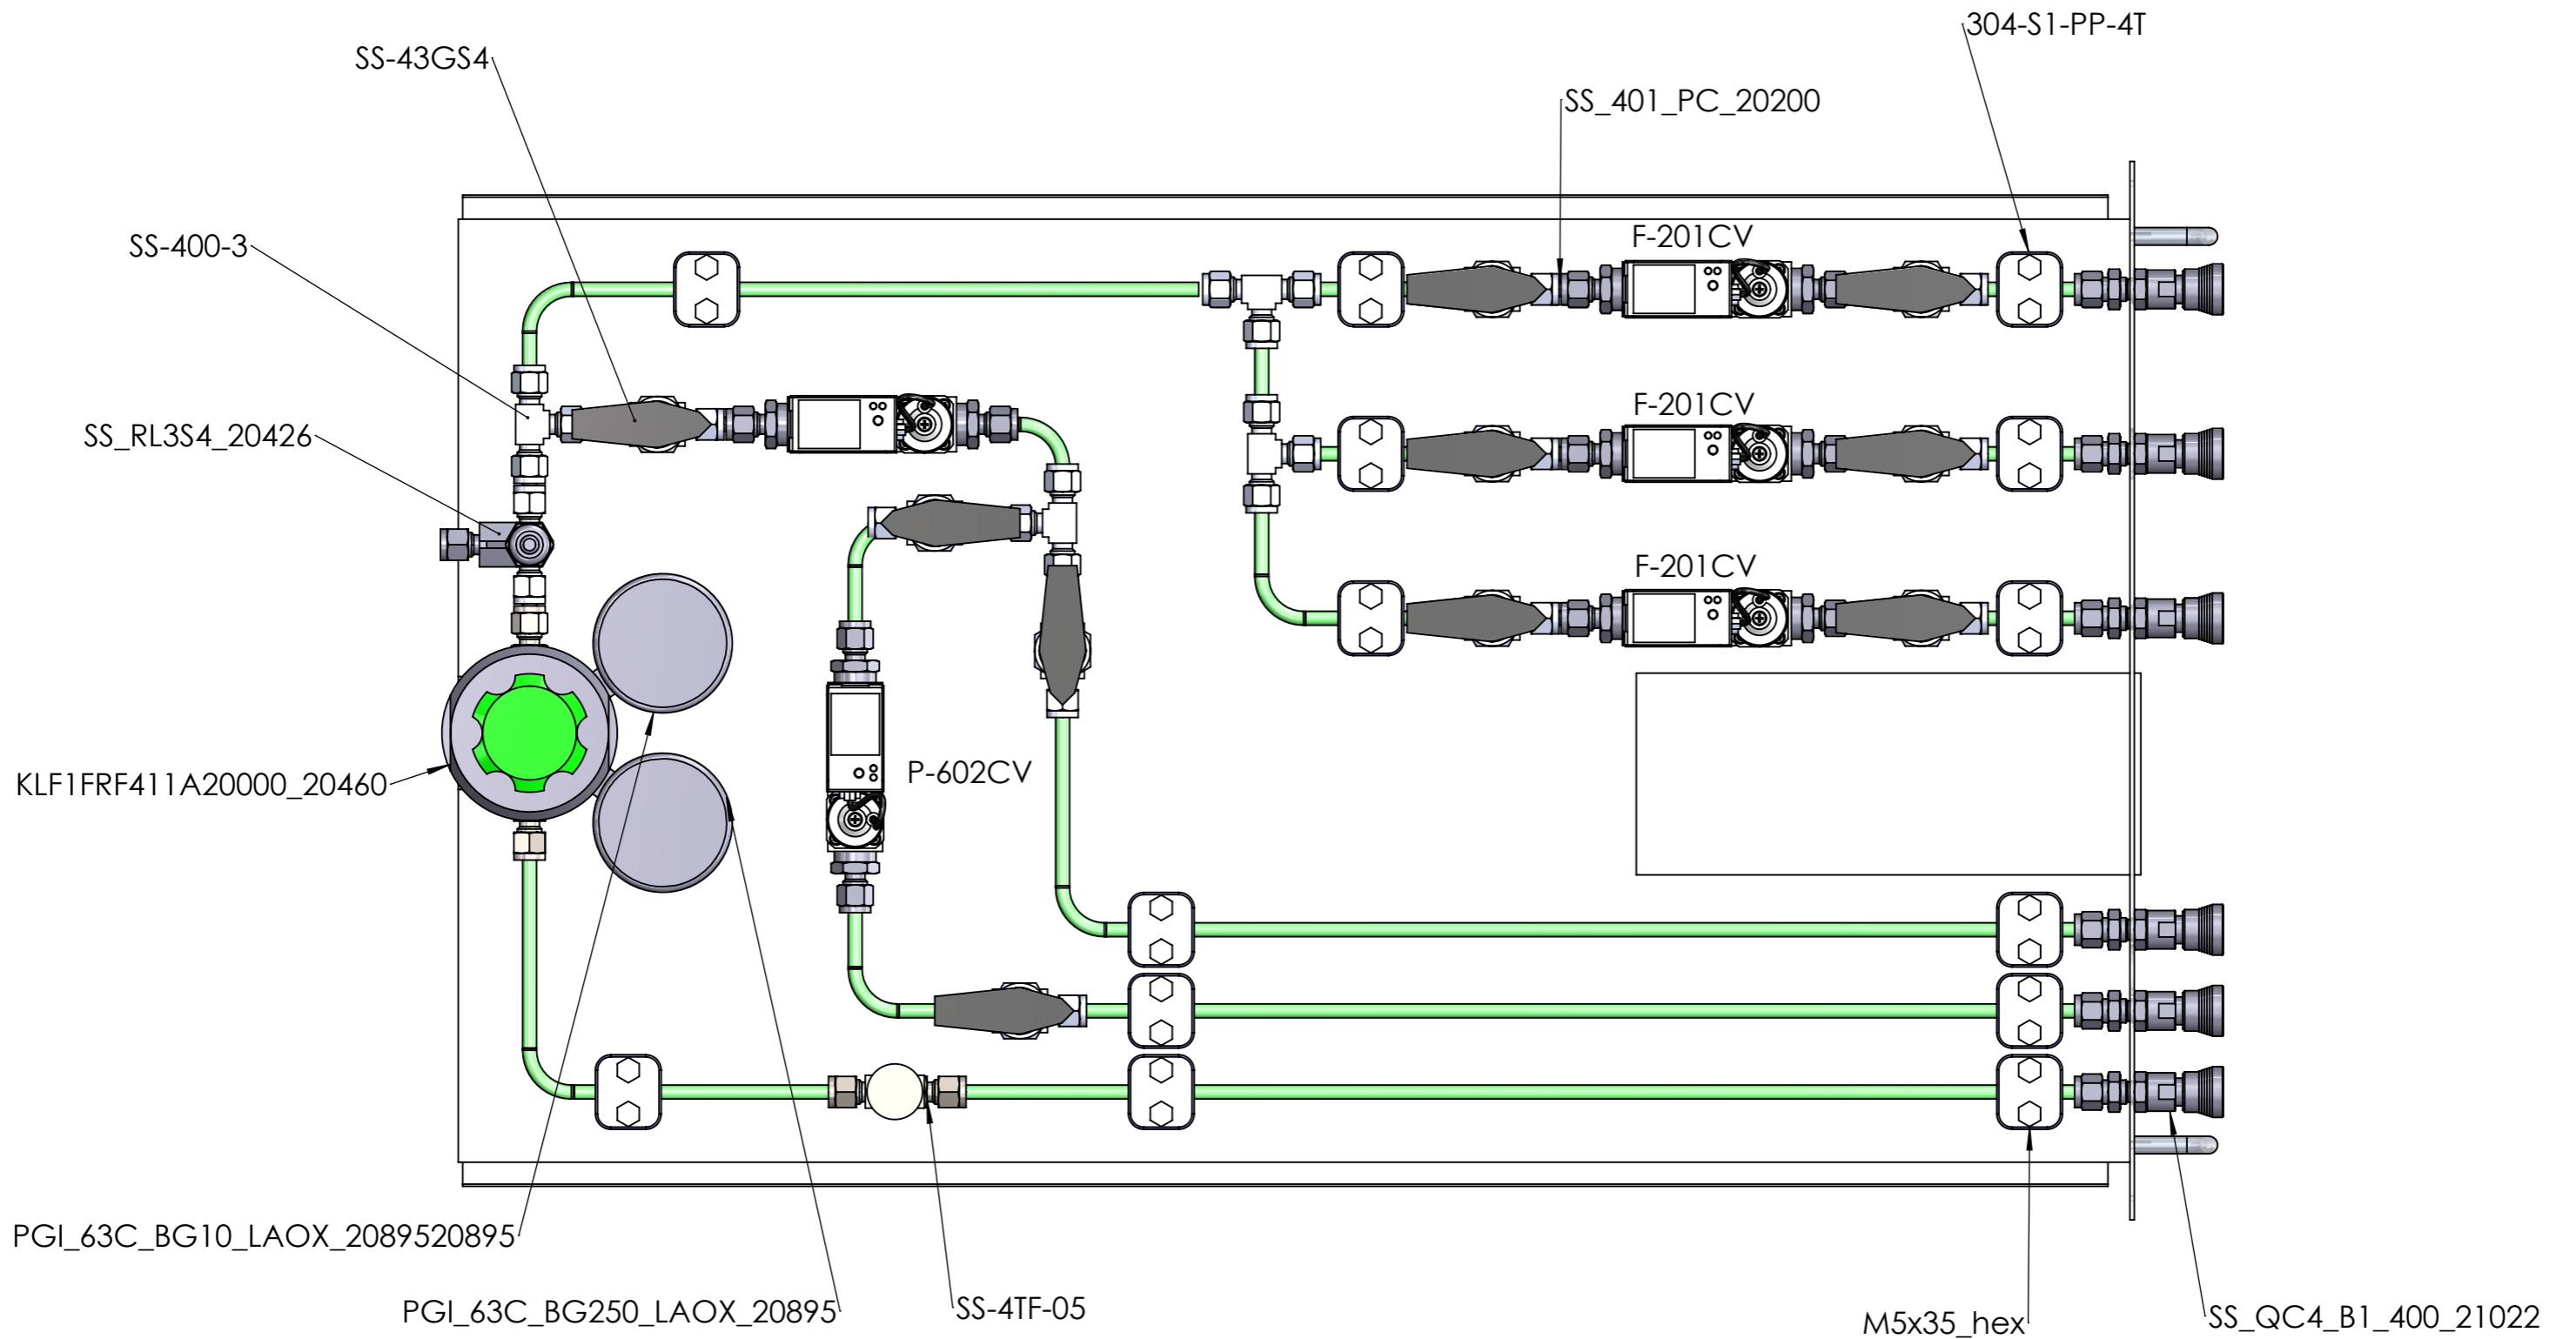 304-S1-PP-4T
SS-43GS4
SS_401_PC_20200
F-201CV
SS-400-3
F-201CV
SS_RL3S4_20426
F-201CV
P-602CV
KLF1FRF411A20000_20460
PGI_63C_BG10_LAOX_2089520895
PGI_63C_BG250_LAOX_20895
SS-4TF-05
M5x35_hex
SS_QC4_B1_400_21022